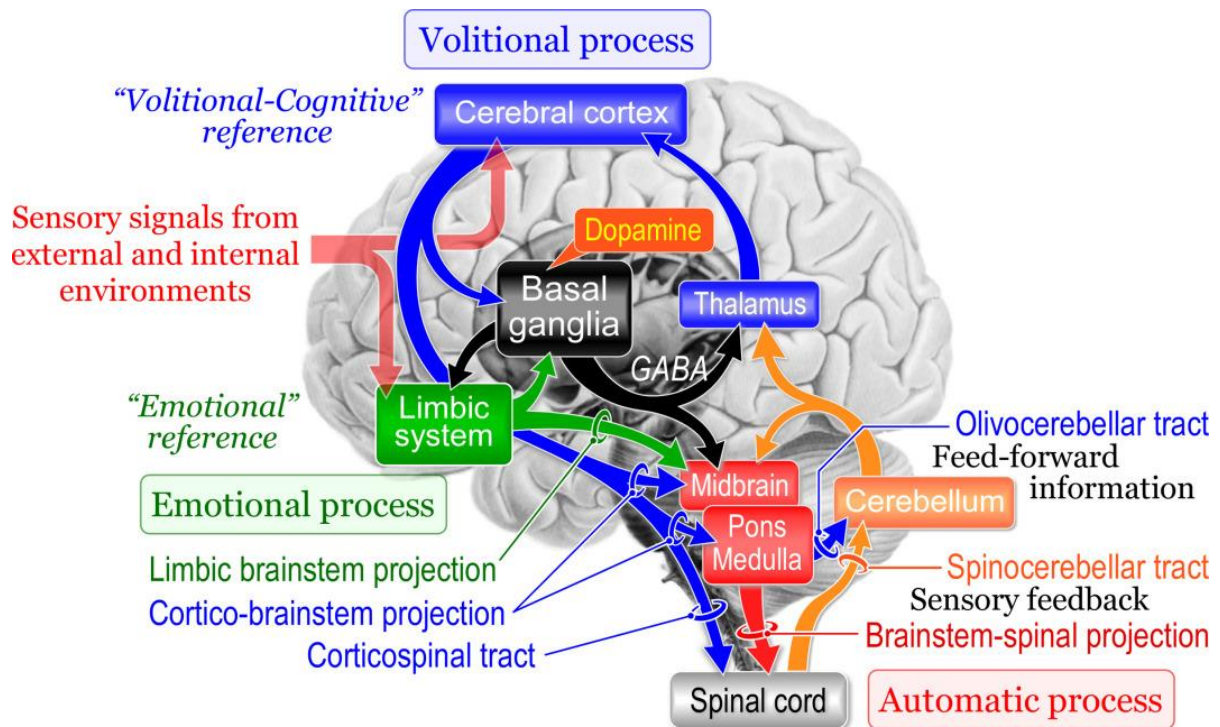 Volitional process
“Volitional-Cognitive”
reference
Cerebral cortex
Sensory signals from
external and internal
environments
Dopamine
Basal
ganglia
Thalamus
GABA
“Emotional”
reference
Limbic
system
Olivocerebellar tract
Feed-forward
information
Midbrain
Cerebellum
Emotional process
Pons
Medulla
Limbic brainstem projection
Spinocerebellar tract
Sensory feedback
Cortico-brainstem projection
Brainstem-spinal projection
Corticospinal tract
Spinal cord
Automatic process